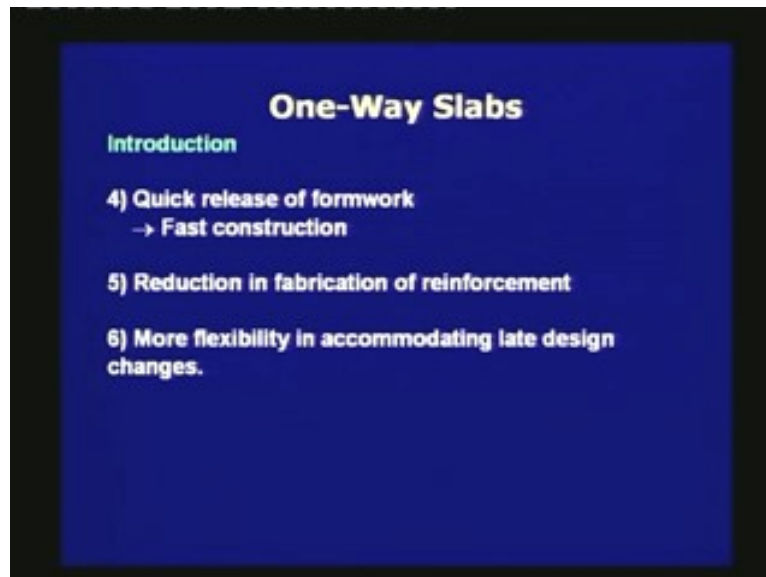 One-Way Slabs
Introduction
4) Quick release of formwork
→ Fast construction
5) Reduction in fabrication of reinforcement
6) More flexibility in accommodating late design
changes.